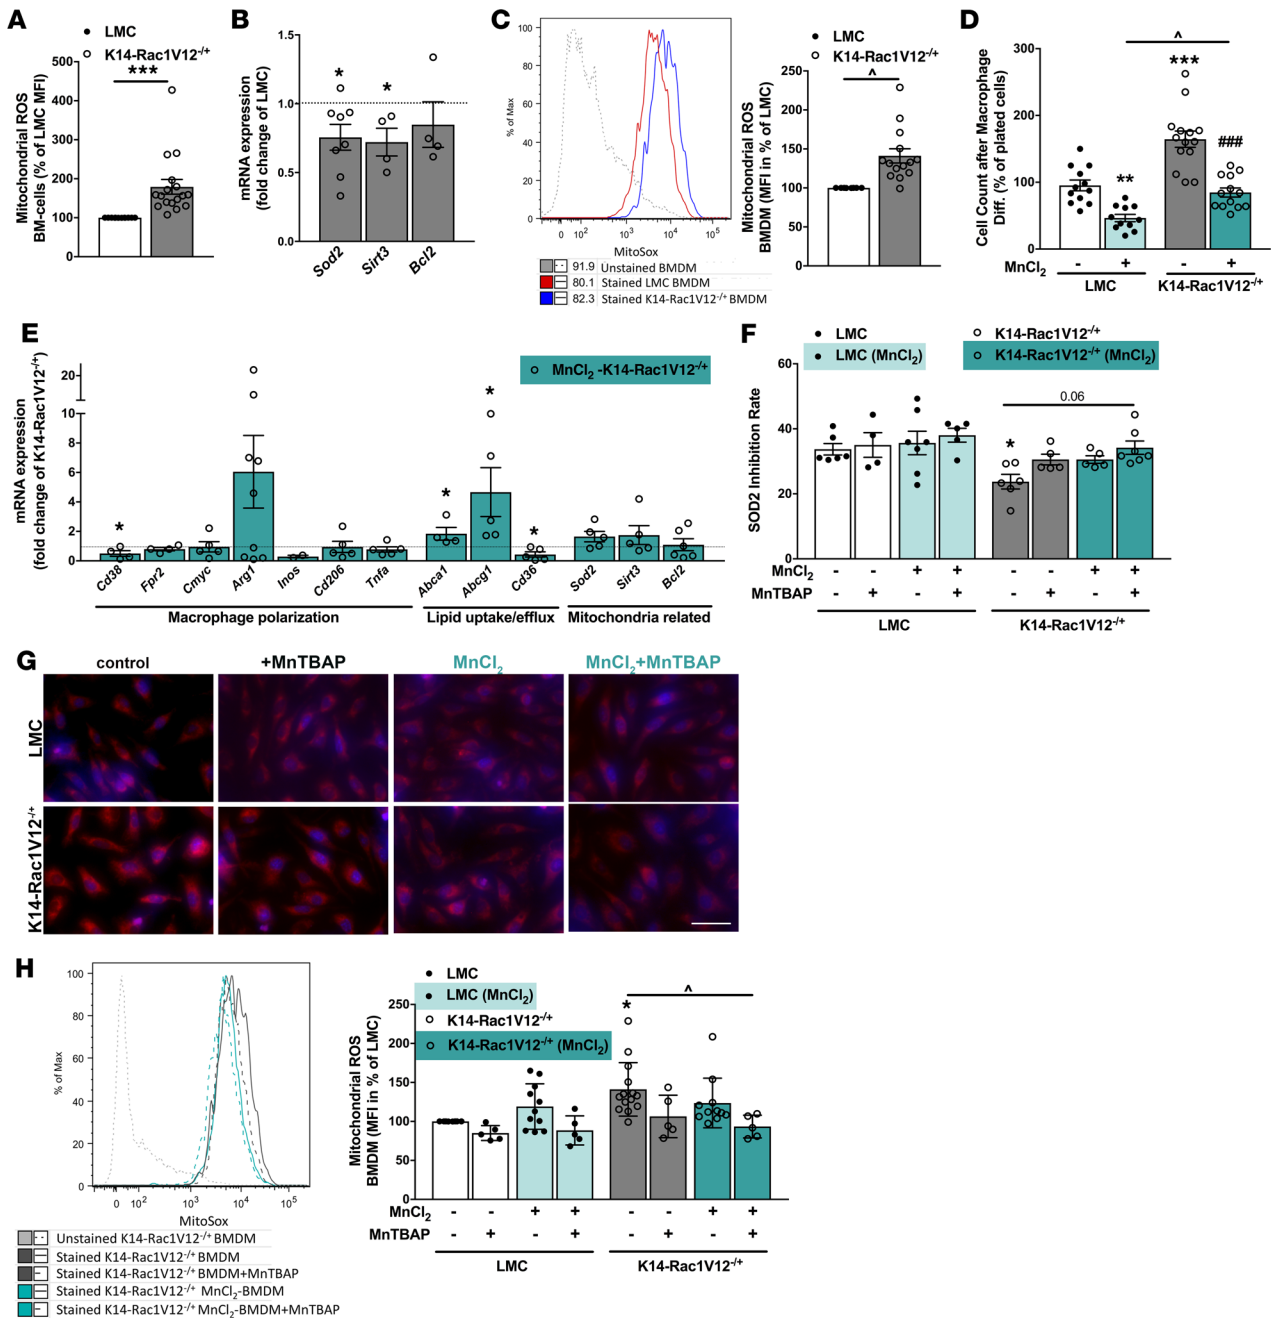 A
LMC
K14-Rac1V12-/+
***
Mitochondrial ROS
BM-cells (% of LMC MFI)
500
400
300
200
100
0
B
mRNA expression
(fold change of LMC)
1.5
1.0
0.5
0.0
* *
Sod2 Sirt3 Bcl2
C
% of Max
100
80
60
40
20
0
0 10² 10³ 10⁴ 10⁵
MitoSox
91.9 Unstained BMDM
80.1 Stained LMC BMDM
82.3 Stained K14-Rac1V12-/+ BMDM
LMC
K14-Rac1V12-/+
^
Mitochondrial ROS
BMDM (MFI in % of LMC)
250
200
150
100
50
0
D
Cell Count after Macrophage
Diff. (% of plated cells)
300
200
100
0
^
***
###
**
MnCl₂ - + - +
LMC K14-Rac1V12-/+
E
mRNA expression
(fold change of K14-Rac1V12-/+)
20
10
8
6
4
2
0
MnCl₂ -K14-Rac1V12-/+
* * * *
Cd38 Fpr2 Cmyc Arg1 Inos Cd206 Tnfa Abca1 Abcg1 Cd36 Sod2 Sirt3 Bcl2
Macrophage polarization Lipid uptake/efflux Mitochondria related
F
LMC
LMC (MnCl₂)
K14-Rac1V12-/+
K14-Rac1V12-/+ (MnCl₂)
SOD2 Inhibition Rate
60
40
20
0
0.06
*
MnCl₂ - - + + - - + +
MnTBAP - + - + - + - +
LMC K14-Rac1V12-/+
G
control +MnTBAP MnCl₂ MnCl₂+MnTBAP
LMC
K14-Rac1V12-/+
H
% of Max
100
80
60
40
20
0
0 10² 10³ 10⁴ 10⁵
MitoSox
Unstained K14-Rac1V12-/+ BMDM
Stained K14-Rac1V12-/+ BMDM
Stained K14-Rac1V12-/+ BMDM+MnTBAP
Stained K14-Rac1V12-/+ MnCl₂-BMDM
Stained K14-Rac1V12-/+ MnCl₂-BMDM+MnTBAP
LMC
LMC (MnCl₂)
K14-Rac1V12-/+
K14-Rac1V12-/+ (MnCl₂)
Mitochondrial ROS
BMDM (MFI in % of LMC)
250
200
150
100
50
0
* ^
MnCl₂ - - + + - - + +
MnTBAP - + - + - + - +
LMC K14-Rac1V12-/+